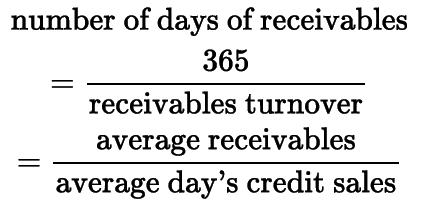 number of days of receivables
= 365 / receivables turnover
= average receivables / average day's credit sales